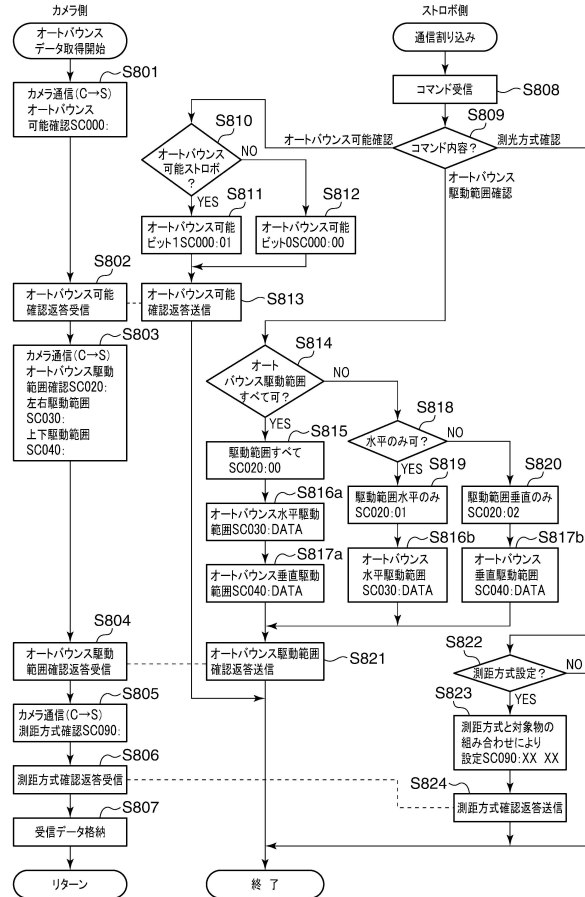 カメラ側
オートバウンス
データ取得開始
S801
カメラ通信(C→S)
オートバウンス
可能確認SC000:
S802
オートバウンス可能
確認返答受信
S803
カメラ通信(C→S)
オートバウンス駆動
範囲確認SC020:
左右駆動範囲
SC030:
上下駆動範囲
SC040:
S804
オートバウンス駆動
範囲確認返答受信
S805
カメラ通信(C→S)
測距方式確認SC090:
S806
測距方式確認返答受信
S807
受信データ格納
リターン
ストロボ側
通信割り込み
S808
コマンド受信
S809
コマンド内容?
オートバウンス可能確認
測光方式確認
オートバウンス
駆動範囲確認
S810
オートバウンス
可能ストロボ?
NO
YES
S811
オートバウンス可能
ビット1SC000:01
S812
オートバウンス可能
ビット0SC000:00
S813
オートバウンス可能
確認返答送信
S814
オート
バウンス駆動範囲
すべて可?
NO
YES
S815
駆動範囲すべて
SC020:00
S816a
オートバウンス水平駆動
範囲SC030:DATA
S817a
オートバウンス垂直駆動
範囲SC040:DATA
S818
水平のみ可?
NO
YES
S819
駆動範囲水平のみ
SC020:01
S816b
オートバウンス
水平駆動範囲
SC030:DATA
S820
駆動範囲垂直のみ
SC020:02
S817b
オートバウンス
垂直駆動範囲
SC040:DATA
S821
オートバウンス駆動範囲
確認返答送信
S822
測距方式設定?
NO
YES
S823
測距方式と対象物の
組み合わせにより
設定SC090:XX XX
S824
測距方式確認返答送信
終了